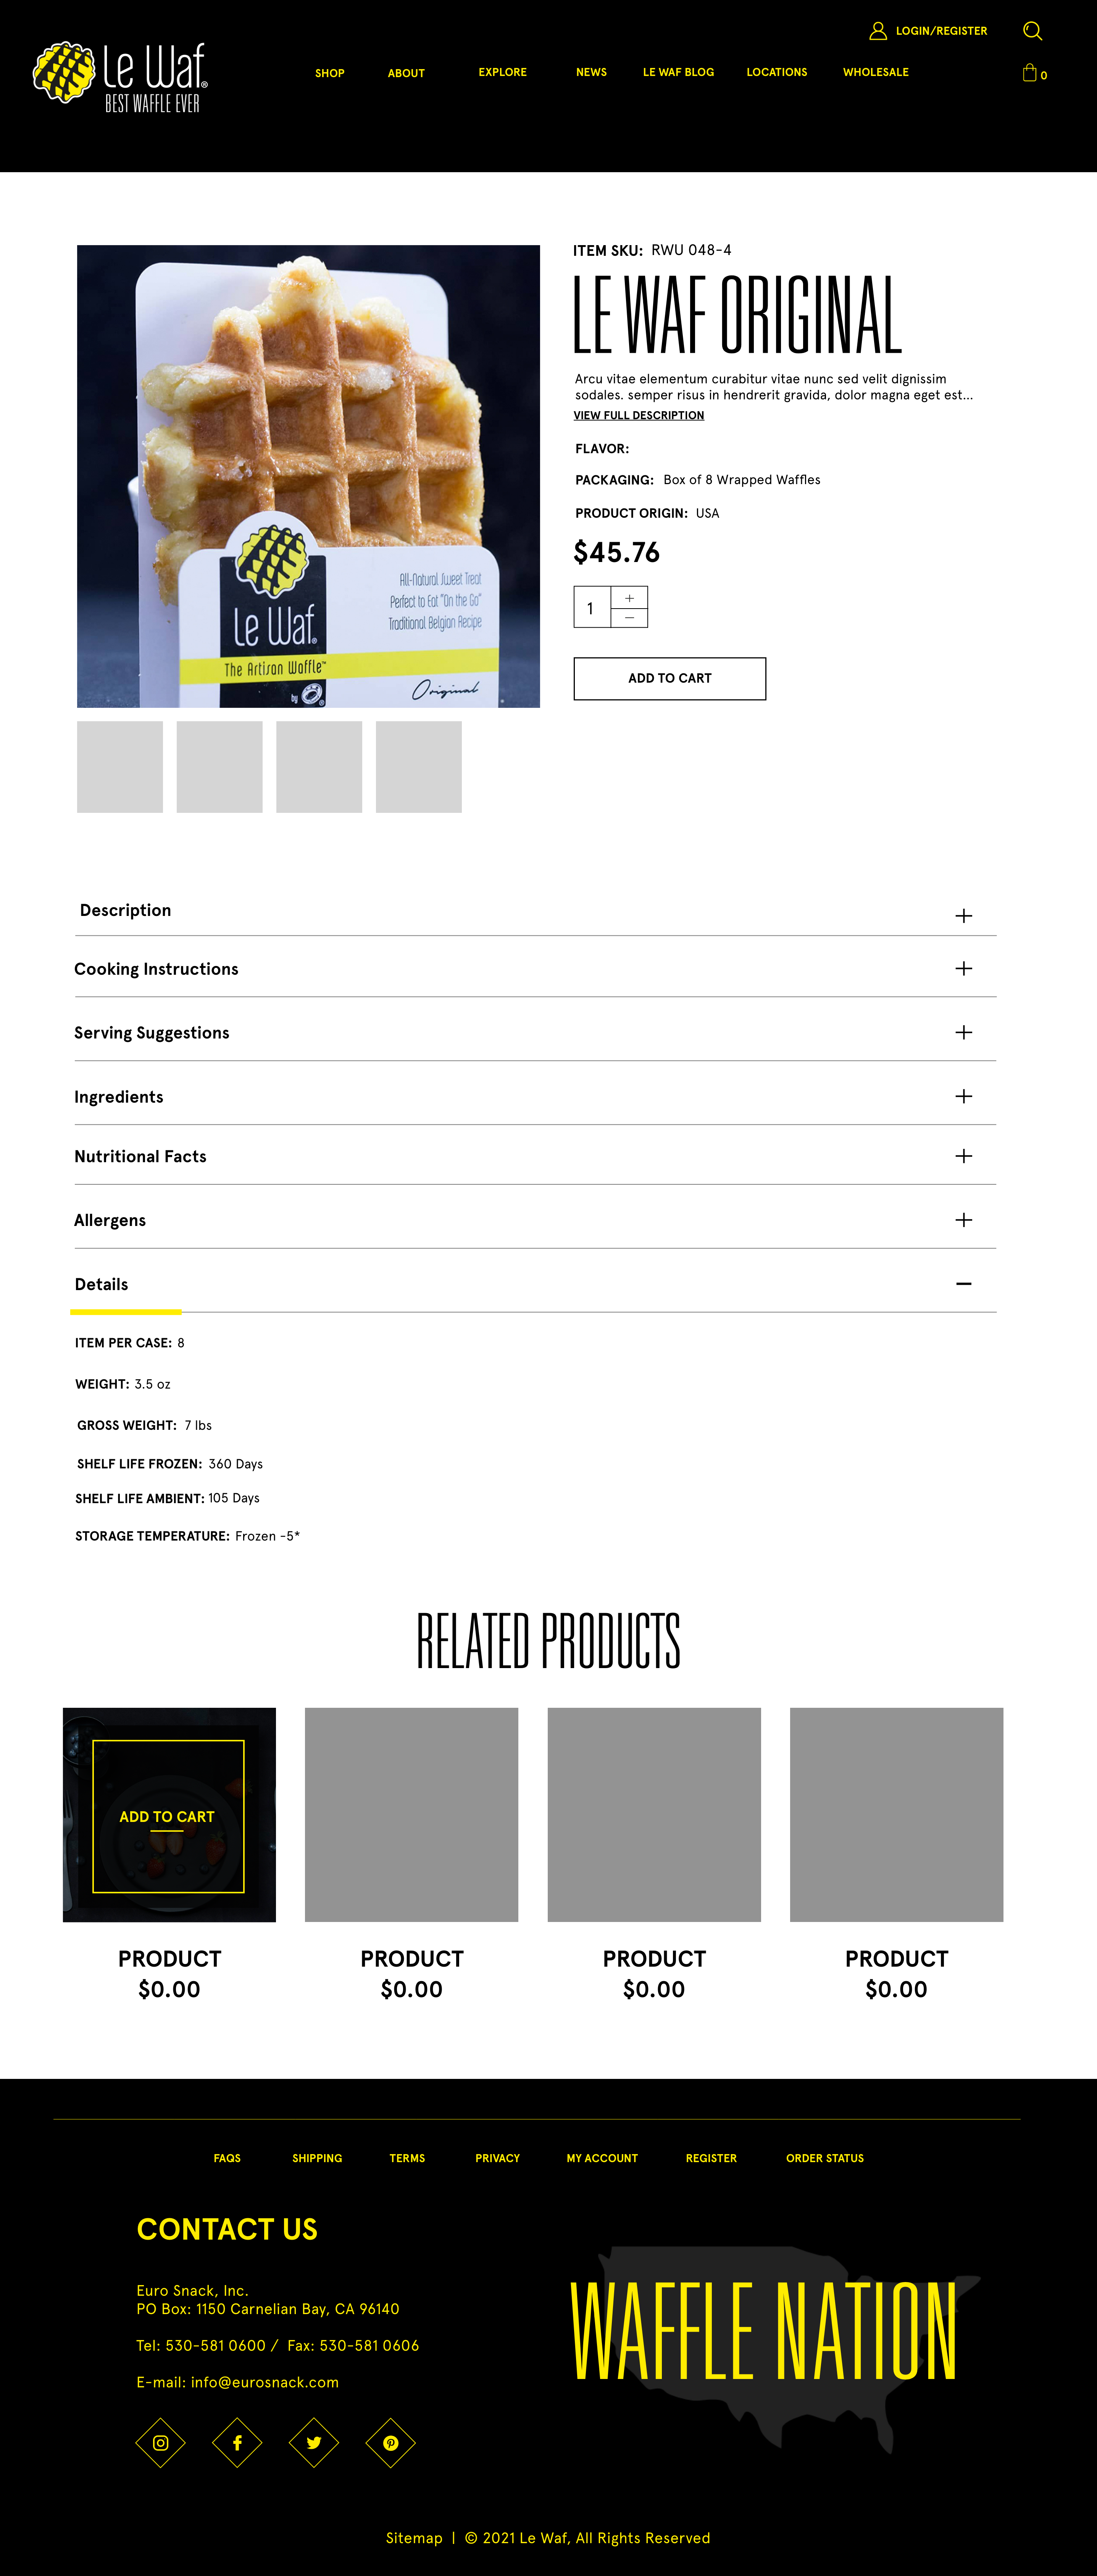 LOGIN/REGISTER
Le Waf®
BEST WAFFLE EVER
SHOP ABOUT EXPLORE NEWS LE WAF BLOG LOCATIONS WHOLESALE 0
ITEM SKU: RWU 048-4
LE WAF ORIGINAL
Arcu vitae elementum curabitur vitae nunc sed velit dignissim
sodales. semper risus in hendrerit gravida, dolor magna eget est...
VIEW FULL DESCRIPTION
FLAVOR:
PACKAGING: Box of 8 Wrapped Waffles
PRODUCT ORIGIN: USA
$45.76
1 + −
ADD TO CART
All-Natural Sweet Treat
Perfect to Eat "On the Go"
Traditional Belgian Recipe
Le Waf®
The Artisan Waffle™
by
Original
Description
Cooking Instructions
Serving Suggestions
Ingredients
Nutritional Facts
Allergens
Details
ITEM PER CASE: 8
WEIGHT: 3.5 oz
GROSS WEIGHT: 7 lbs
SHELF LIFE FROZEN: 360 Days
SHELF LIFE AMBIENT: 105 Days
STORAGE TEMPERATURE: Frozen -5*
RELATED PRODUCTS
ADD TO CART
PRODUCT PRODUCT PRODUCT PRODUCT
$0.00 $0.00 $0.00 $0.00
FAQS SHIPPING TERMS PRIVACY MY ACCOUNT REGISTER ORDER STATUS
CONTACT US
Euro Snack, Inc.
PO Box: 1150 Carnelian Bay, CA 96140
Tel: 530-581 0600 / Fax: 530-581 0606
E-mail: info@eurosnack.com
WAFFLE NATION
Sitemap | © 2021 Le Waf, All Rights Reserved